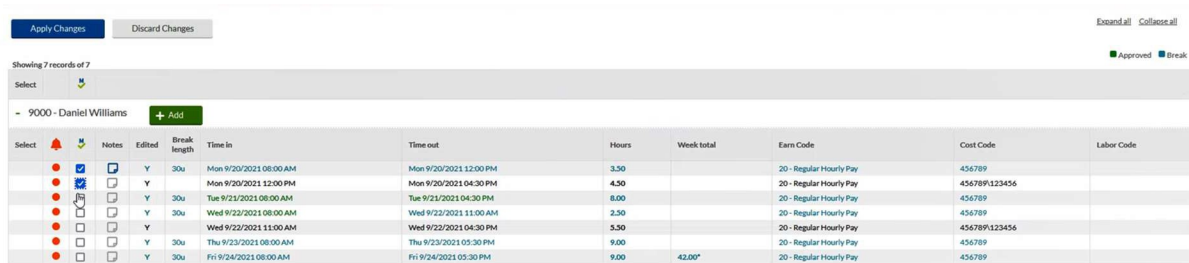 Expand all Collapse all
Apply Changes Discard Changes
Approved Break
Showing 7 records of 7
Select M
- 9000 - Daniel Williams + Add
Select M Notes Edited Break length Time in Time out Hours Week total Earn Code Cost Code Labor Code
Y 30u Mon 9/20/2021 08:00 AM Mon 9/20/2021 12:00 PM 3.50 20 - Regular Hourly Pay 456789
Y Mon 9/20/2021 12:00 PM Mon 9/20/2021 04:30 PM 4.50 20 - Regular Hourly Pay 456789\123456
Y 30u Tue 9/21/2021 08:00 AM Tue 9/21/2021 04:30 PM 8.00 20 - Regular Hourly Pay 456789
Y 30u Wed 9/22/2021 08:00 AM Wed 9/22/2021 11:00 AM 2.50 20 - Regular Hourly Pay 456789
Y Wed 9/22/2021 11:00 AM Wed 9/22/2021 04:30 PM 5.50 20 - Regular Hourly Pay 456789\123456
Y 30u Thu 9/23/2021 08:00 AM Thu 9/23/2021 05:30 PM 9.00 20 - Regular Hourly Pay 456789
Y 30u Fri 9/24/2021 08:00 AM Fri 9/24/2021 05:30 PM 9.00 42.00* 20 - Regular Hourly Pay 456789